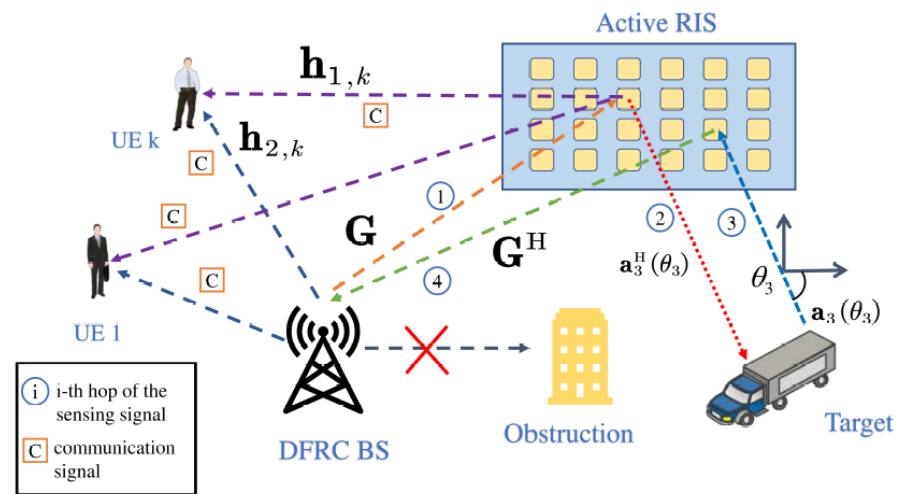 Active RIS
𝐡₁,ₖ
C
UE k
𝐡₂,ₖ
C
1
C
𝐆
2
3
𝐆ᴴ
𝐚₃ᴴ(θ₃)
θ₃
4
C
𝐚₃(θ₃)
UE 1
i i-th hop of the
sensing signal
C communication
signal
DFRC BS
Obstruction
Target